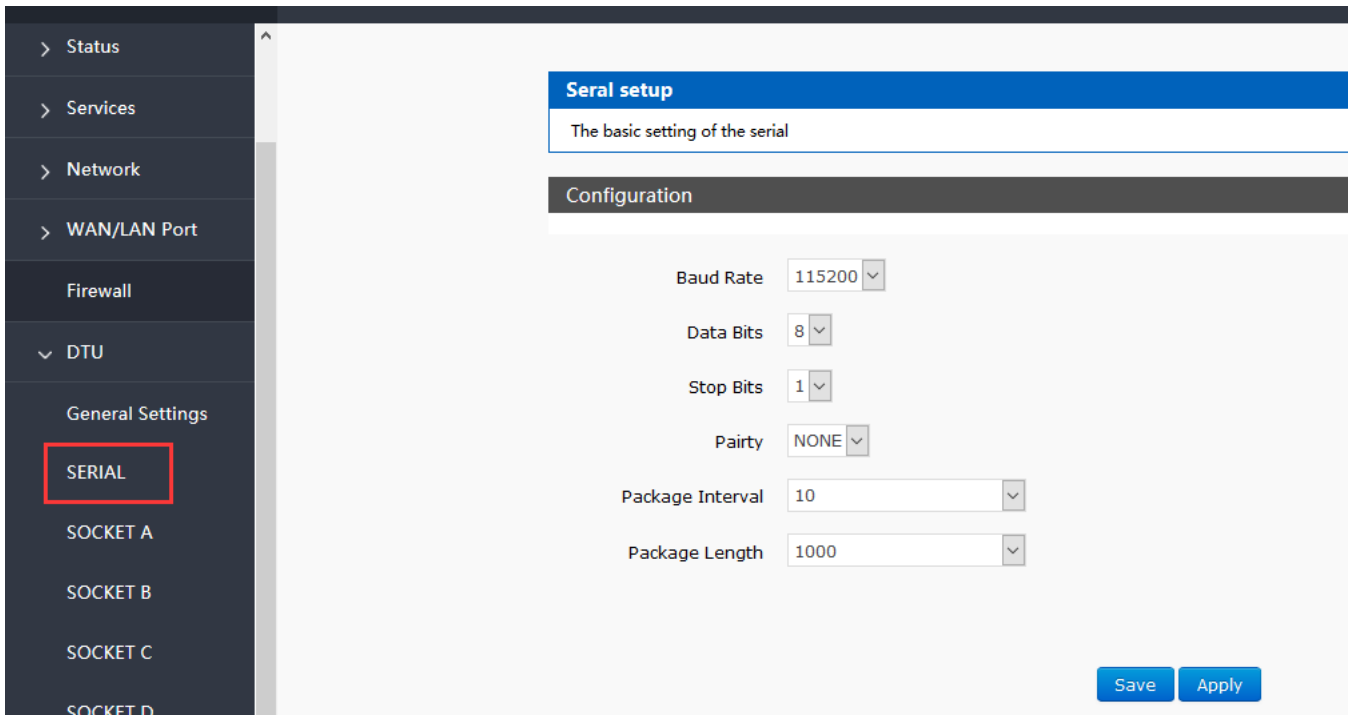 Status
Services
Network
WAN/LAN Port
Firewall
DTU
General Settings
SERIAL
SOCKET A
SOCKET B
SOCKET C
SOCKET D
Seral setup
The basic setting of the serial
Configuration
Baud Rate 115200
Data Bits 8
Stop Bits 1
Pairty NONE
Package Interval 10
Package Length 1000
Save Apply